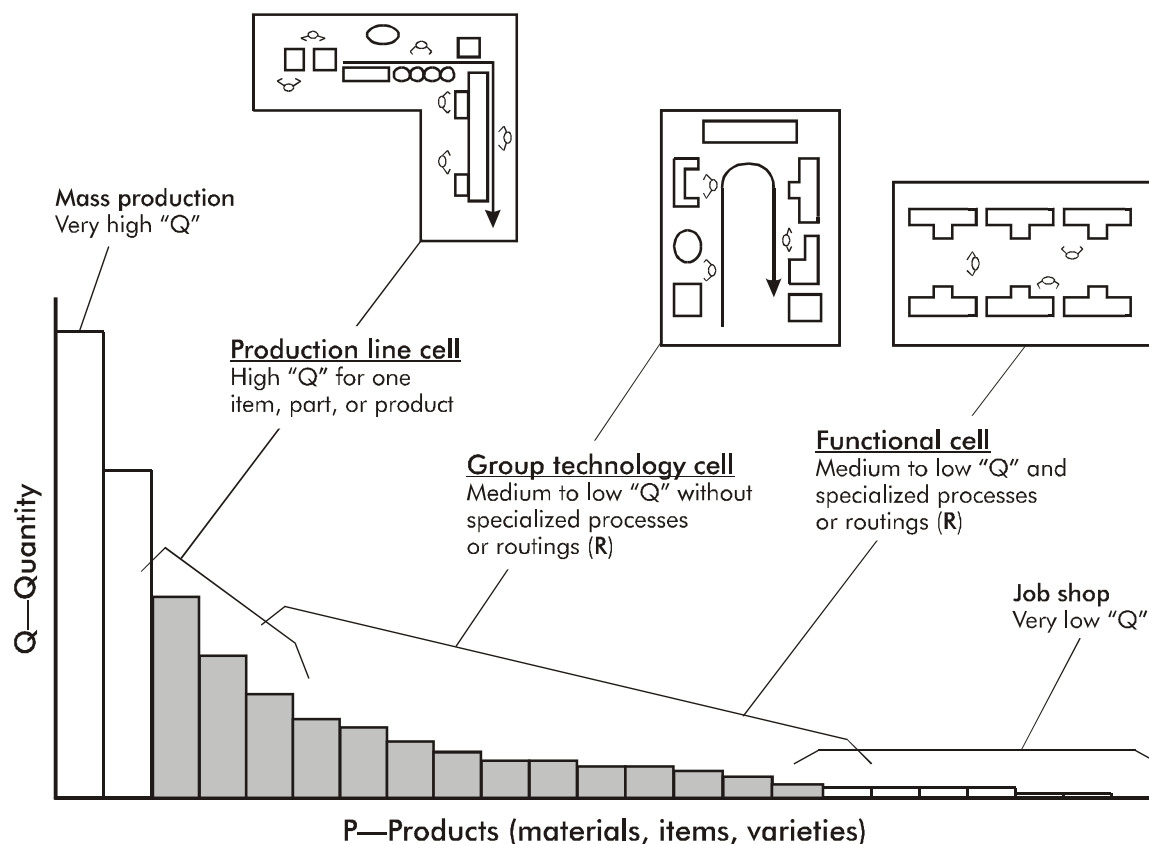 Mass production
Very high “Q”
Production line cell
High “Q” for one
item, part, or product
Group technology cell
Medium to low “Q” without
specialized processes
or routings (R)
Functional cell
Medium to low “Q” and
specialized processes
or routings (R)
Job shop
Very low “Q”
Q—Quantity
P—Products (materials, items, varieties)